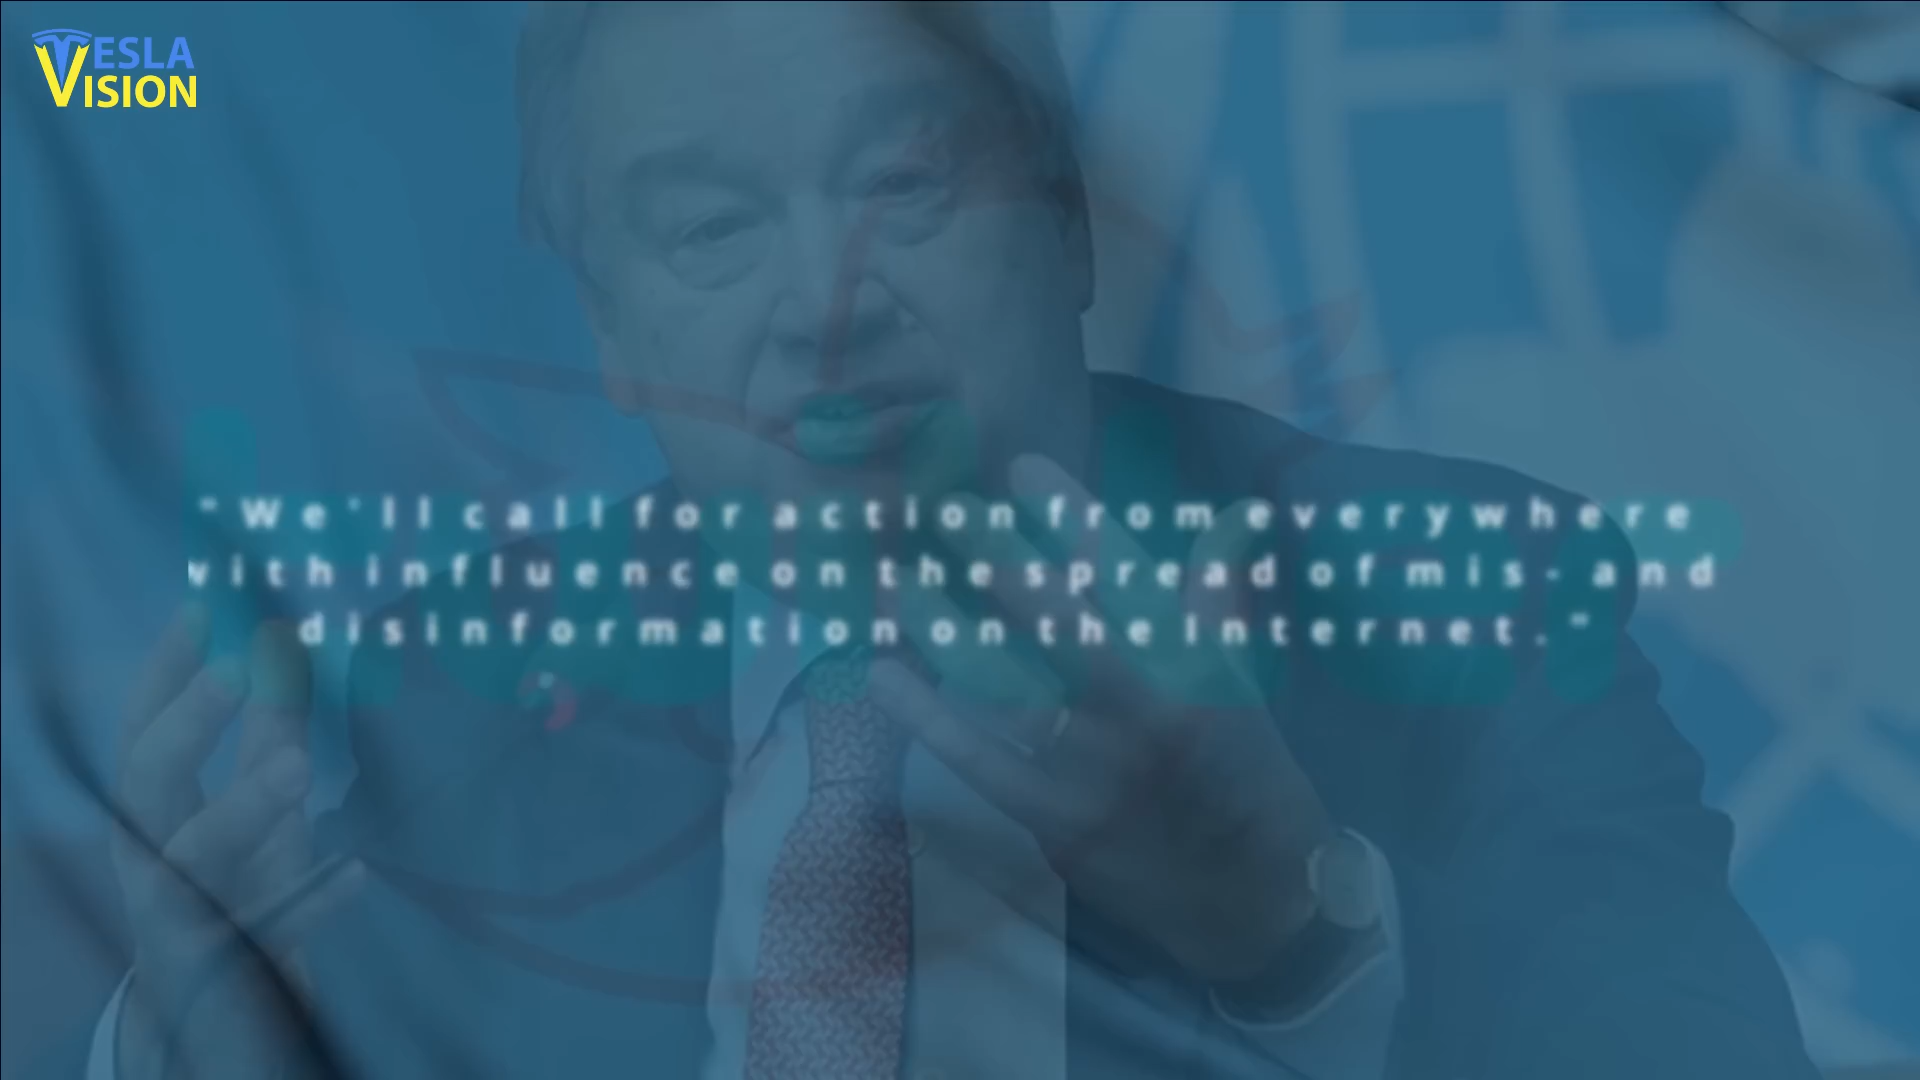 TESLA
VISION
"We'll call for action from everywhere
with influence on the spread of mis- and
disinformation on the Internet."